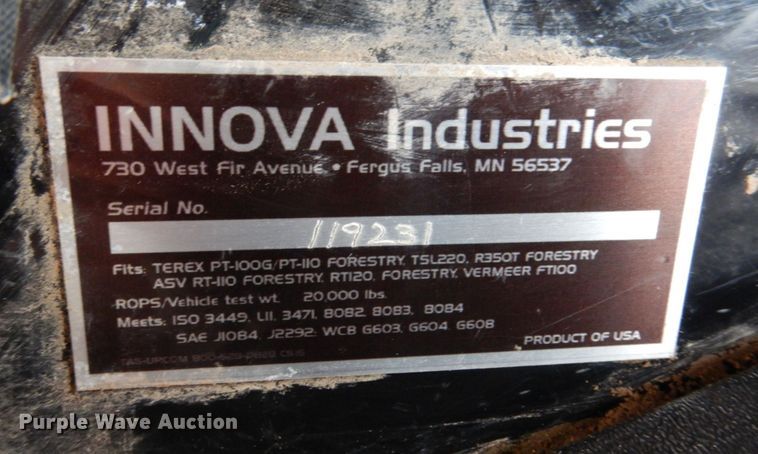 INNOVA Industries
730 West Fir Avenue • Fergus Falls, MN 56537
Serial No.
119231
Fits: TEREX PT-100G/PT-110 FORESTRY, TSL220, R350T FORESTRY
ASV RT-110 FORESTRY, RT120, FORESTRY, VERMEER FT100
ROPS/Vehicle test wt. 20,000 lbs.
Meets: ISO 3449, LII, 3471, 8082, 8083, 8084
SAE J1084, J2292; WCB G603, G604, G608
PRODUCT OF USA
Purple Wave Auction